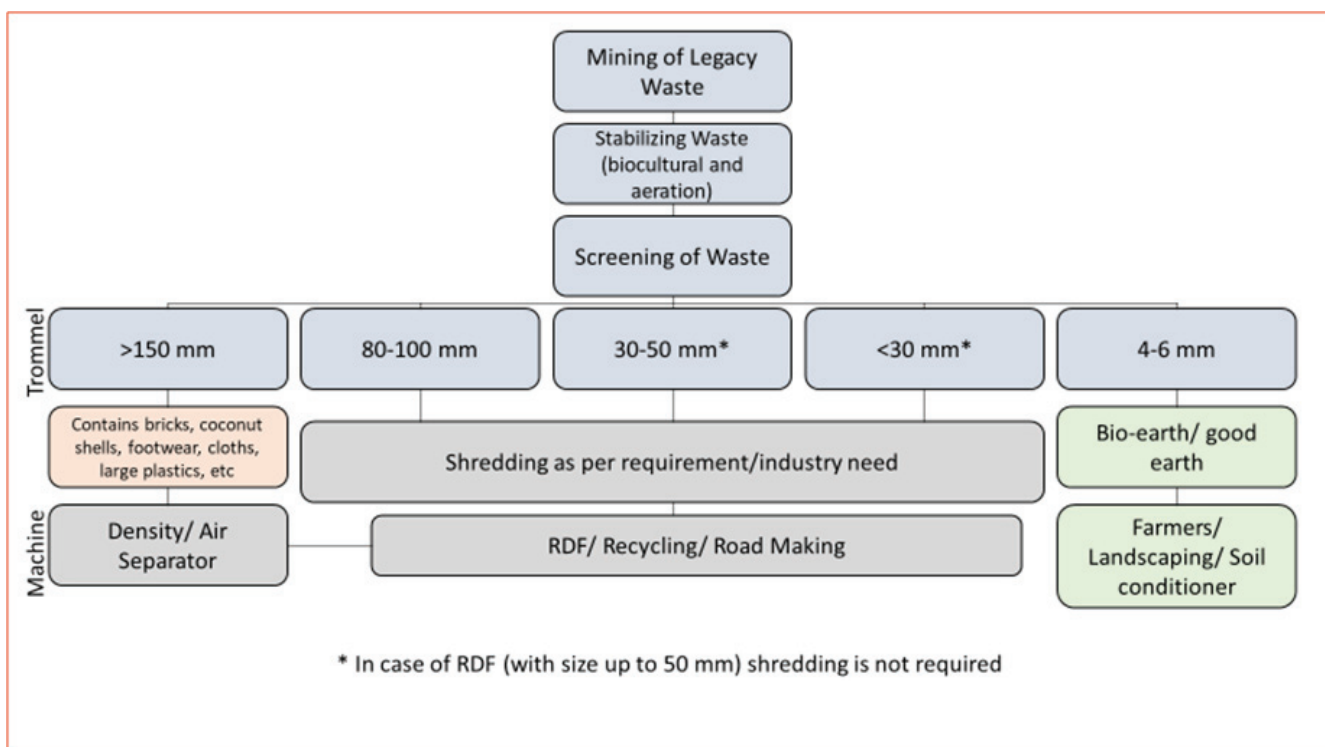 Mining of Legacy
Waste
Stabilizing Waste
(biocultural and
aeration)
Screening of Waste
Trommel
>150 mm
80-100 mm
30-50 mm*
<30 mm*
4-6 mm
Contains bricks, coconut
shells, footwear, cloths,
large plastics, etc
Shredding as per requirement/industry need
Bio-earth/ good
earth
Machine
Density/ Air
Separator
RDF/ Recycling/ Road Making
Farmers/
Landscaping/ Soil
conditioner
* In case of RDF (with size up to 50 mm) shredding is not required